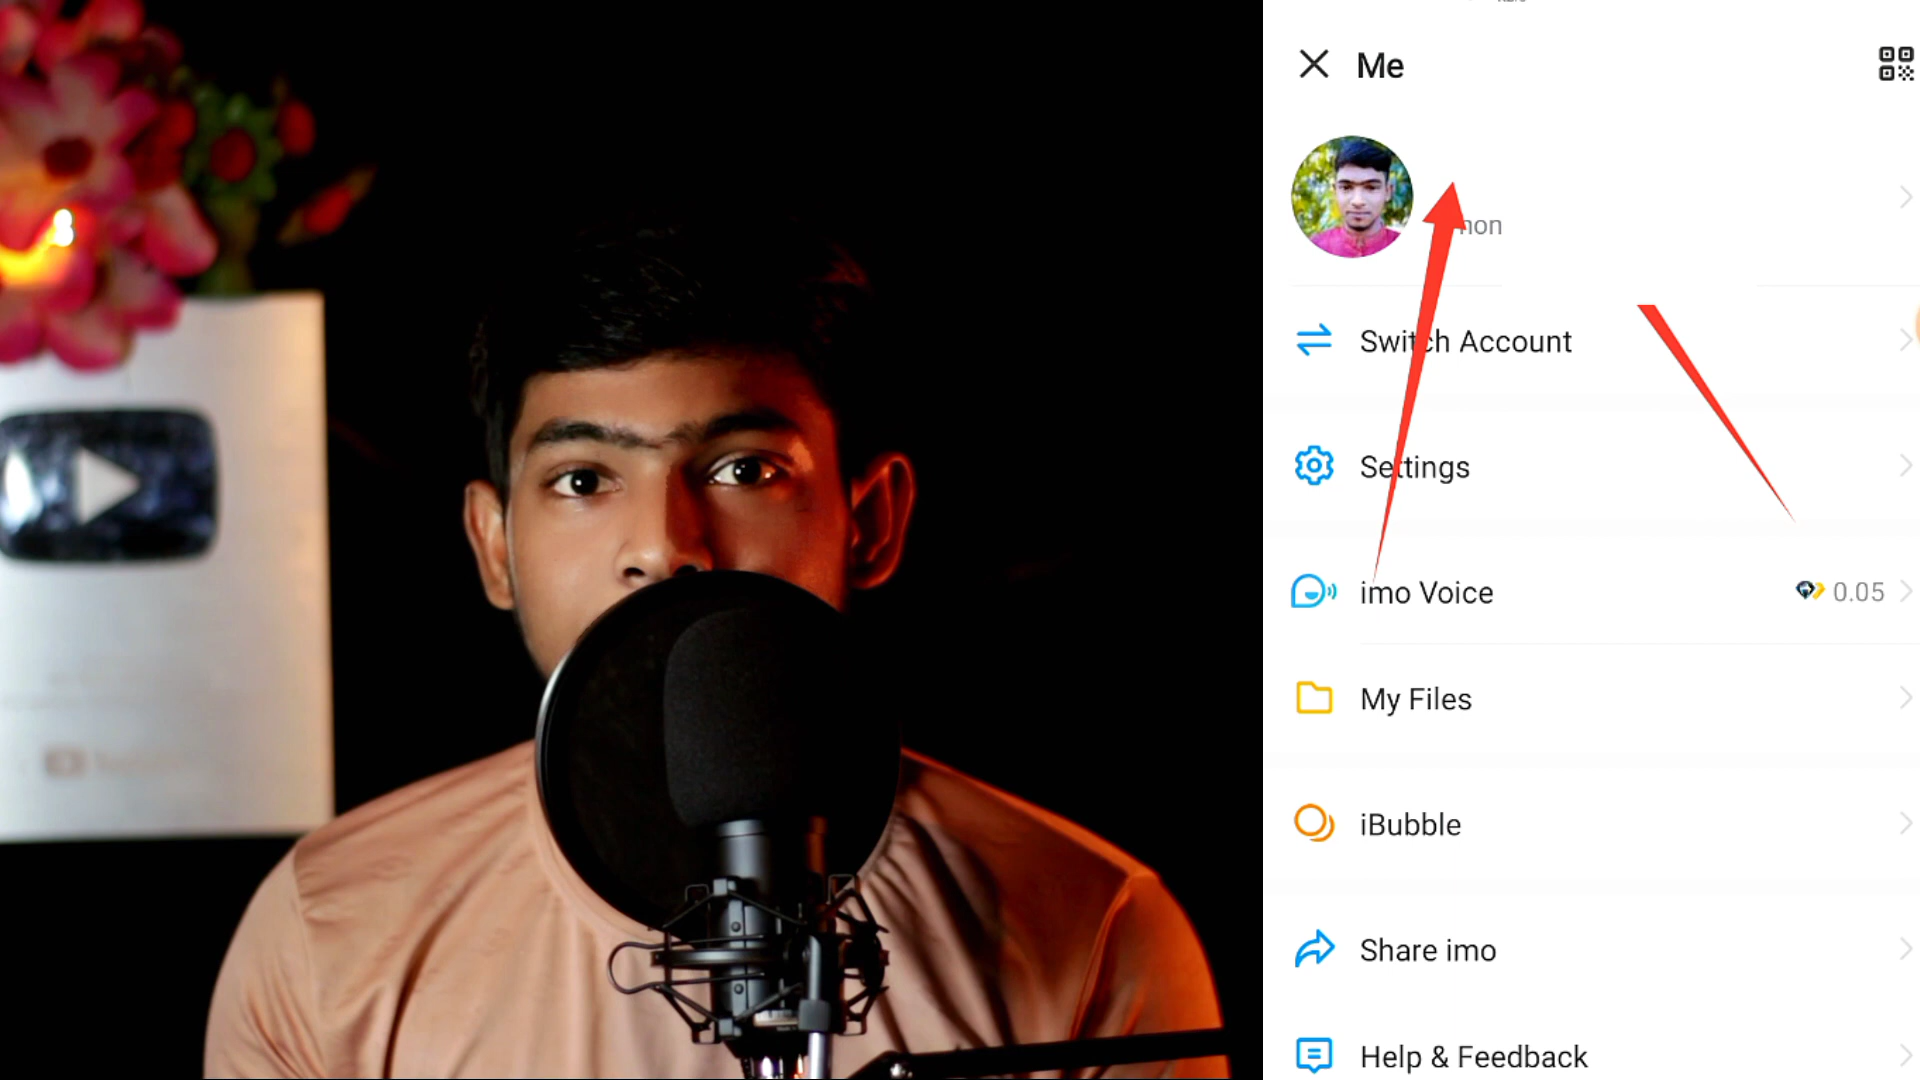 Me
Switch Account
Settings
imo Voice
0.05
My Files
iBubble
Share imo
Help & Feedback